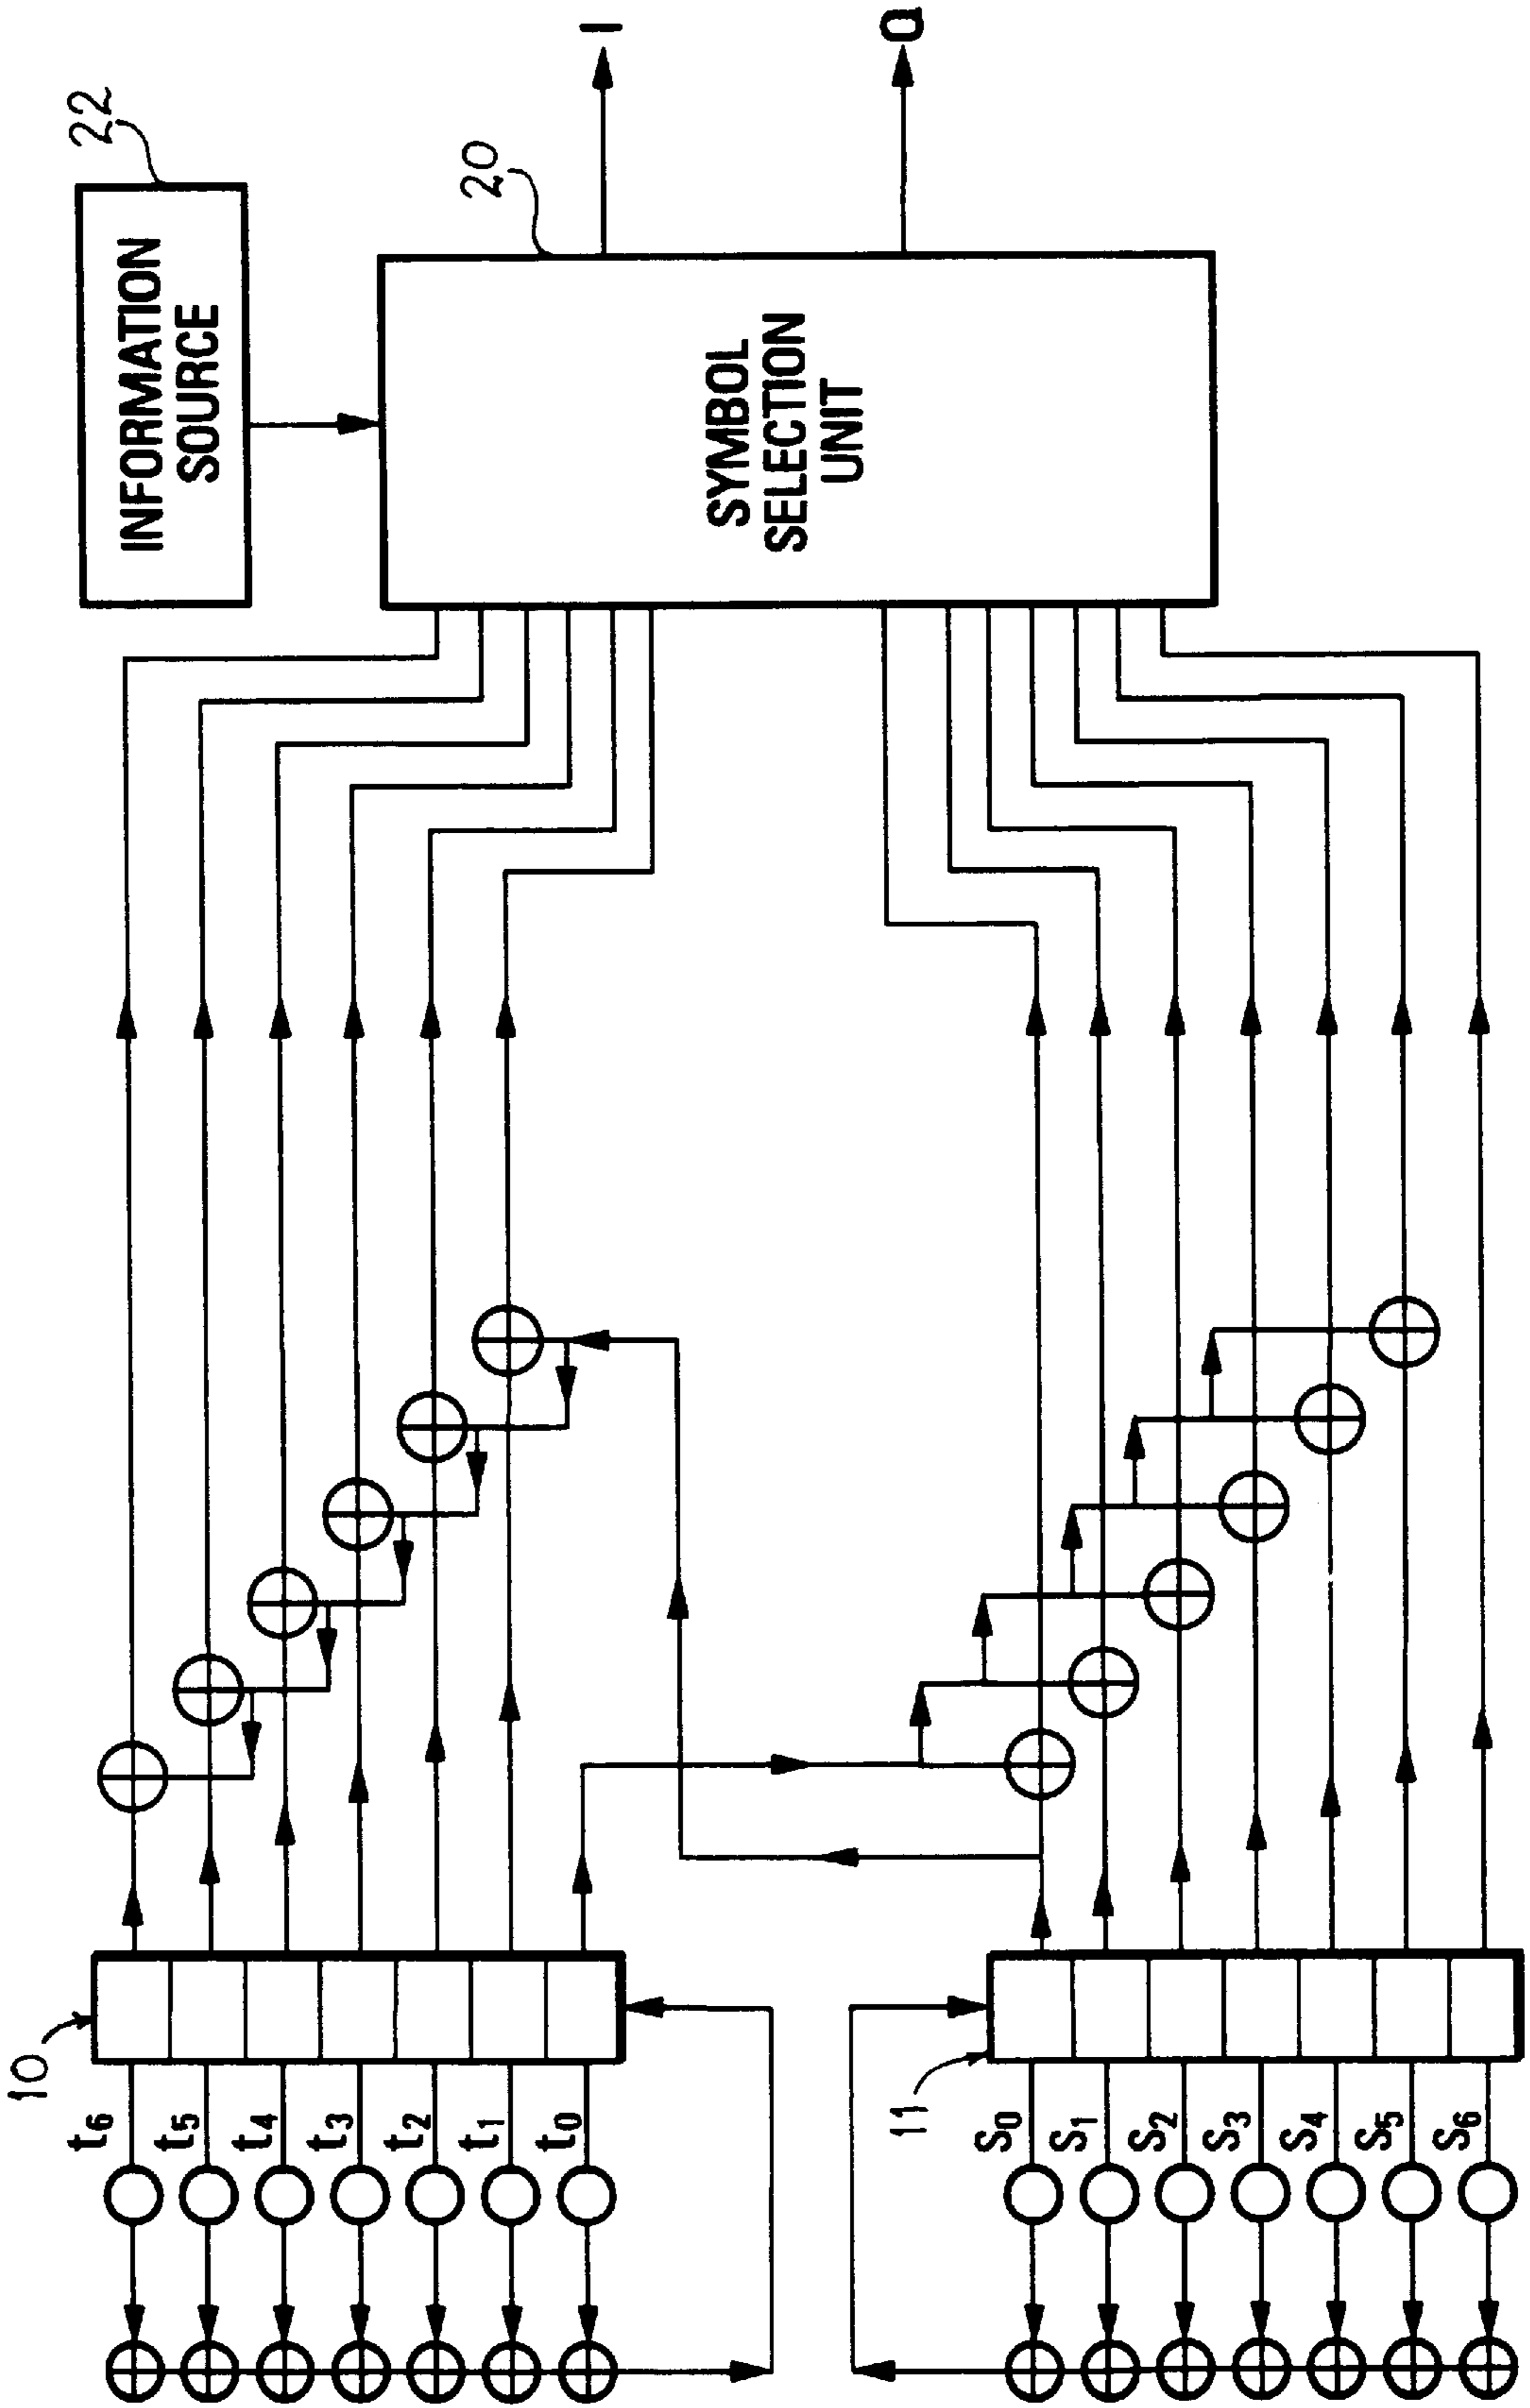 10
t6
t5
t4
t3
t2
t1
t0
11
S0
S1
S2
S3
S4
S5
S6
INFORMATION
SOURCE
22
SYMBOL
SELECTION
UNIT
20
I
Q